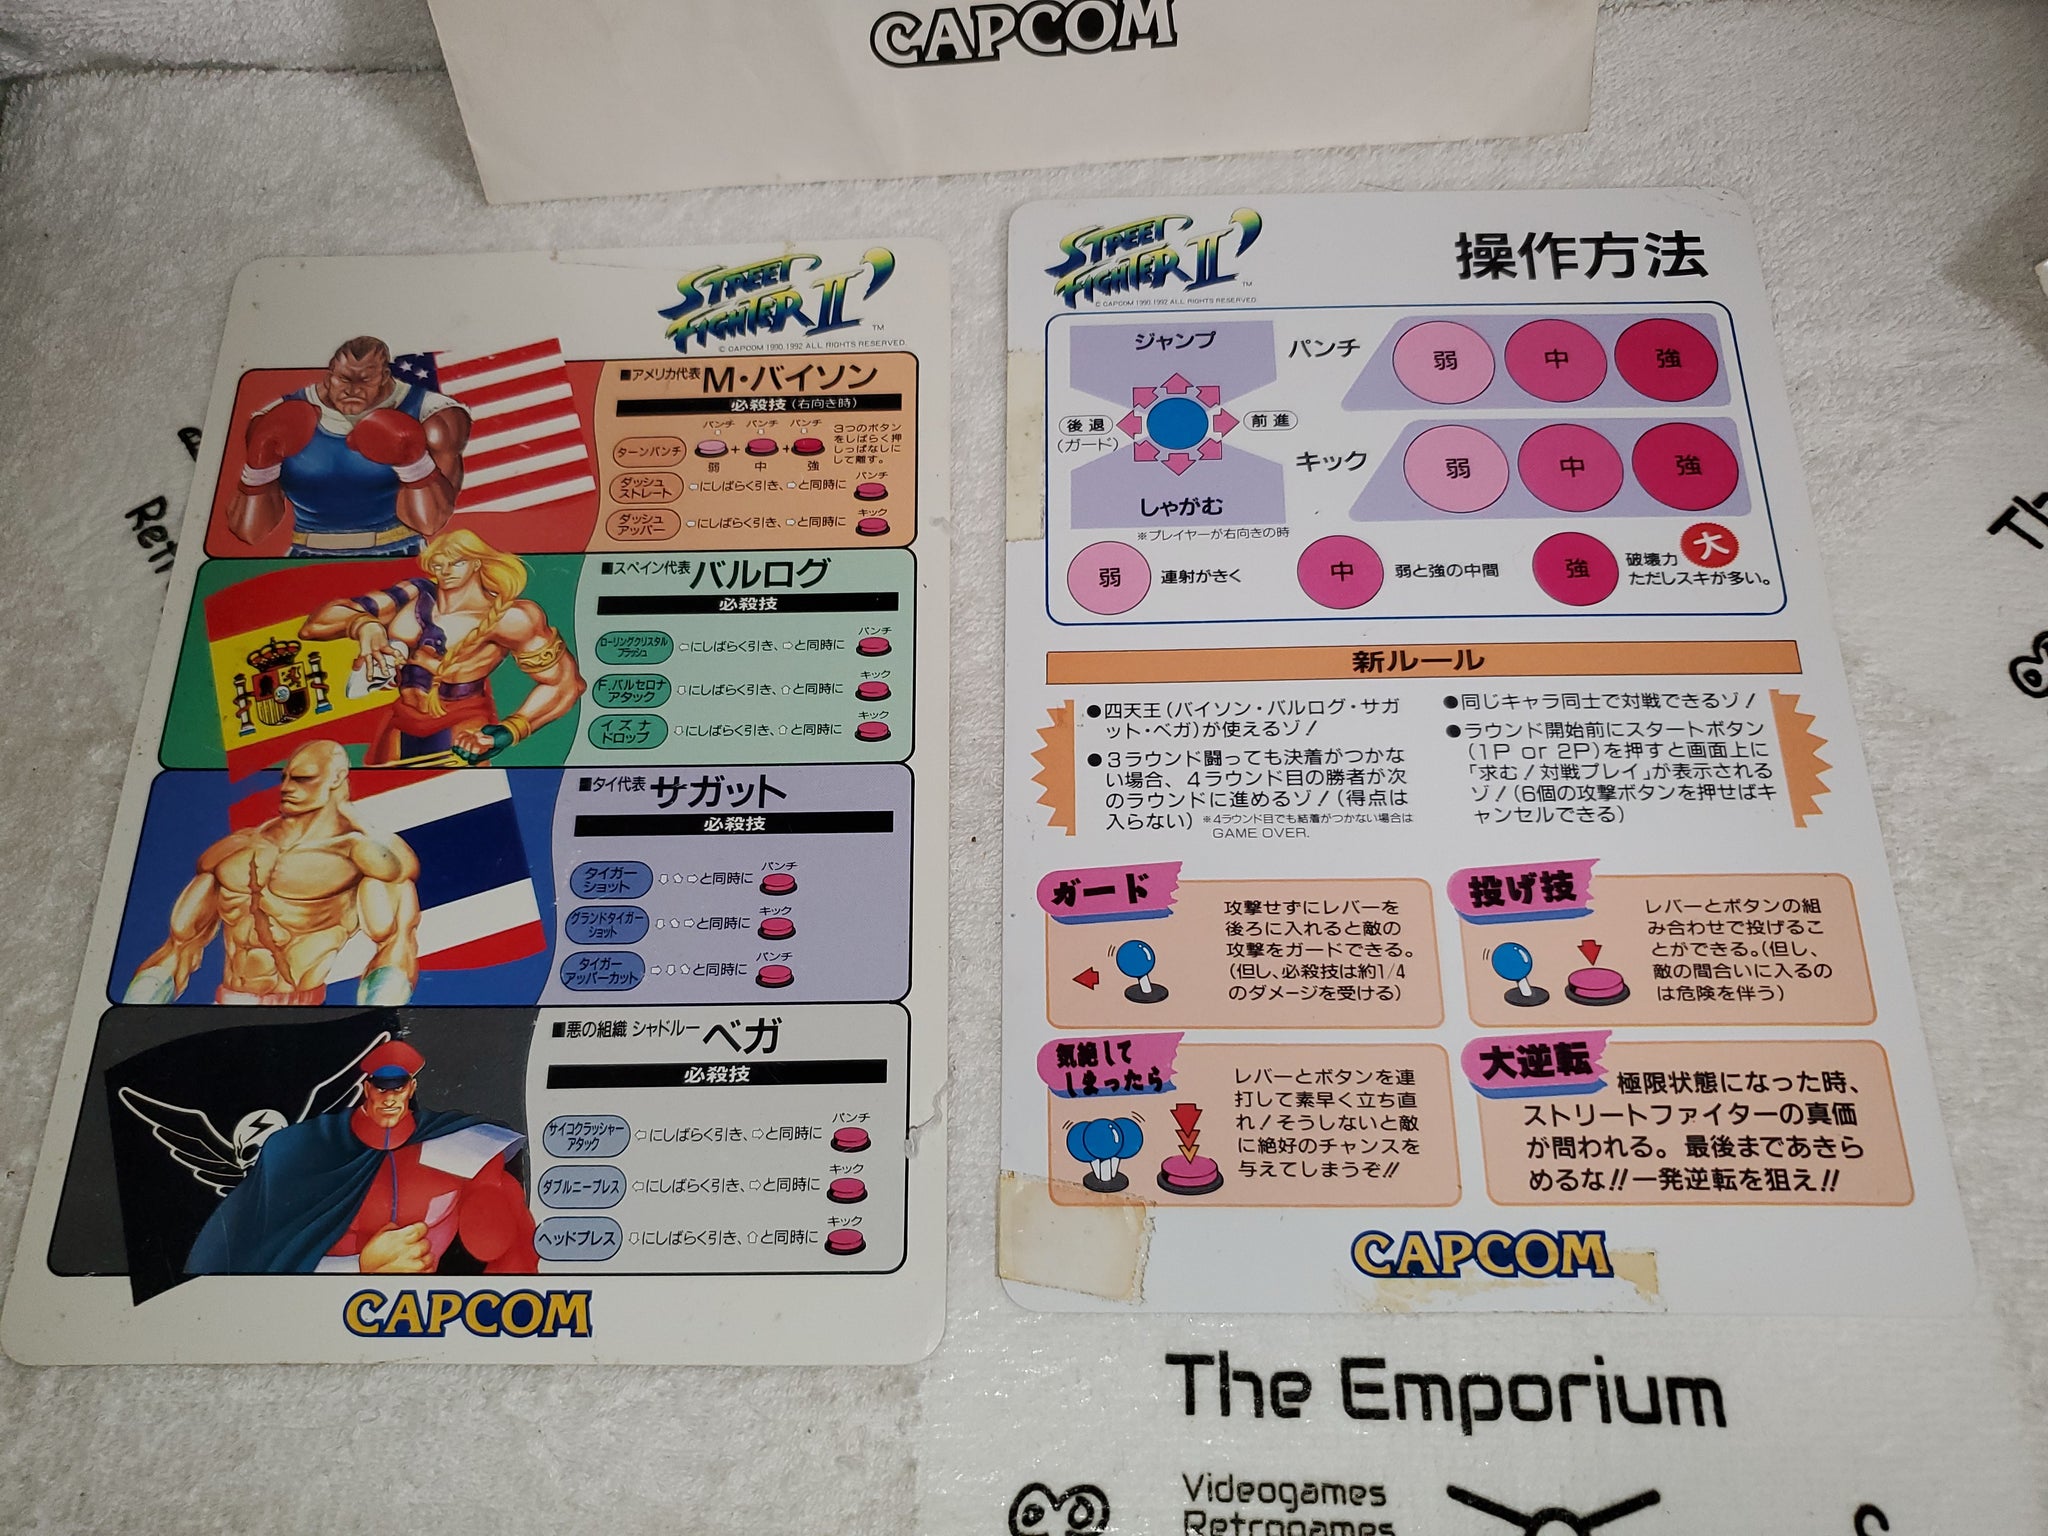 CAPCOM
STREET
FIGHTER II'
TM
© CAPCOM 1990,1992 ALL RIGHTS RESERVED.
■アメリカ代表 M・バイソン
必殺技(右向き時)
ターンパンチ
パンチ パンチ パンチ
弱 + 中 + 強
3つのボタン
をしばらく押
しっぱなしに
して離す。
ダッシュ
ストレート
⇦にしばらく引き、⇨と同時に パンチ
ダッシュ
アッパー
⇦にしばらく引き、⇨と同時に キック
■スペイン代表 バルログ
必殺技
ローリングクリスタル
フラッシュ
⇦にしばらく引き、⇨と同時に パンチ
F.バルセロナ
アタック
⇩にしばらく引き、⇧と同時に キック
イズナ
ドロップ
⇩にしばらく引き、⇧と同時に キック
■タイ代表 サガット
必殺技
タイガー
ショット
と同時に パンチ
グランドタイガー
ショット
と同時に キック
タイガー
アッパーカット
と同時に パンチ
■悪の組織 シャドルー ベガ
必殺技
サイコクラッシャー
アタック
⇦にしばらく引き、⇨と同時に パンチ
ダブルニープレス
⇦にしばらく引き、⇨と同時に キック
ヘッドプレス
⇩にしばらく引き、⇧と同時に キック
CAPCOM
STREET
FIGHTER II'
TM
© CAPCOM 1990,1992 ALL RIGHTS RESERVED.
操作方法
ジャンプ
後退
(ガード)
前進
しゃがむ
※プレイヤーが右向きの時
パンチ 弱 中 強
キック 弱 中 強
弱 連射がきく
中 弱と強の中間
強 破壊力 大
ただしスキが多い。
新ルール
●四天王(バイソン・バルログ・サガ
ット・ベガ)が使えるゾ!
●3ラウンド闘っても決着がつかな
い場合、4ラウンド目の勝者が次
のラウンドに進めるゾ!(得点は
入らない) ※4ラウンド目でも結着がつかない場合は
GAME OVER.
●同じキャラ同士で対戦できるゾ!
●ラウンド開始前にスタートボタン
(1P or 2P)を押すと画面上に
「求む!対戦プレイ」が表示される
ゾ!(6個の攻撃ボタンを押せばキ
ャンセルできる)
ガード
攻撃せずにレバーを
後ろに入れると敵の
攻撃をガードできる。
(但し、必殺技は約1/4
のダメージを受ける)
投げ技
レバーとボタンの組
み合わせで投げるこ
とができる。(但し、
敵の間合いに入るの
は危険を伴う)
気絶して
しまったら
レバーとボタンを連
打して素早く立ち直
れ!そうしないと敵
に絶好のチャンスを
与えてしまうぞ!!
大逆転
極限状態になった時、
ストリートファイターの真価
が問われる。最後まであきら
めるな!!一発逆転を狙え!!
CAPCOM
The Emporium
Videogames
Retrogames